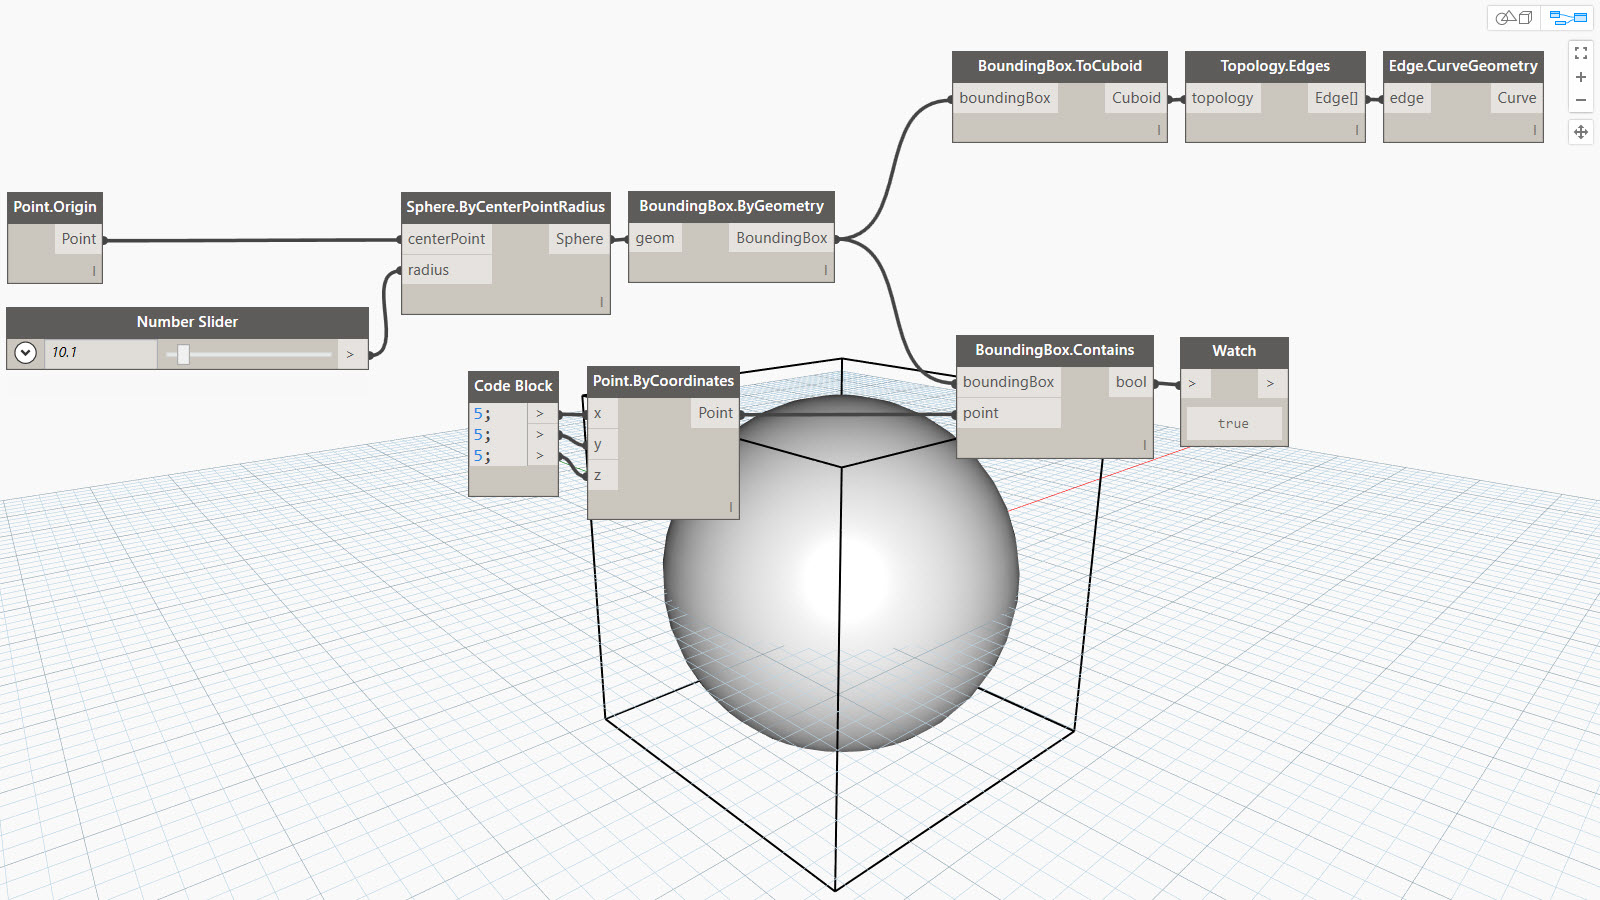 BoundingBox.ToCuboid
boundingBox Cuboid
Topology.Edges
topology Edge[]
Edge.CurveGeometry
edge Curve
Point.Origin
Point
Sphere.ByCenterPointRadius
centerPoint Sphere
radius
BoundingBox.ByGeometry
geom BoundingBox
Number Slider
10.1 >
Code Block
5; >
5; >
5; >
Point.ByCoordinates
x Point
y
z
BoundingBox.Contains
boundingBox bool
point
Watch
> >
true